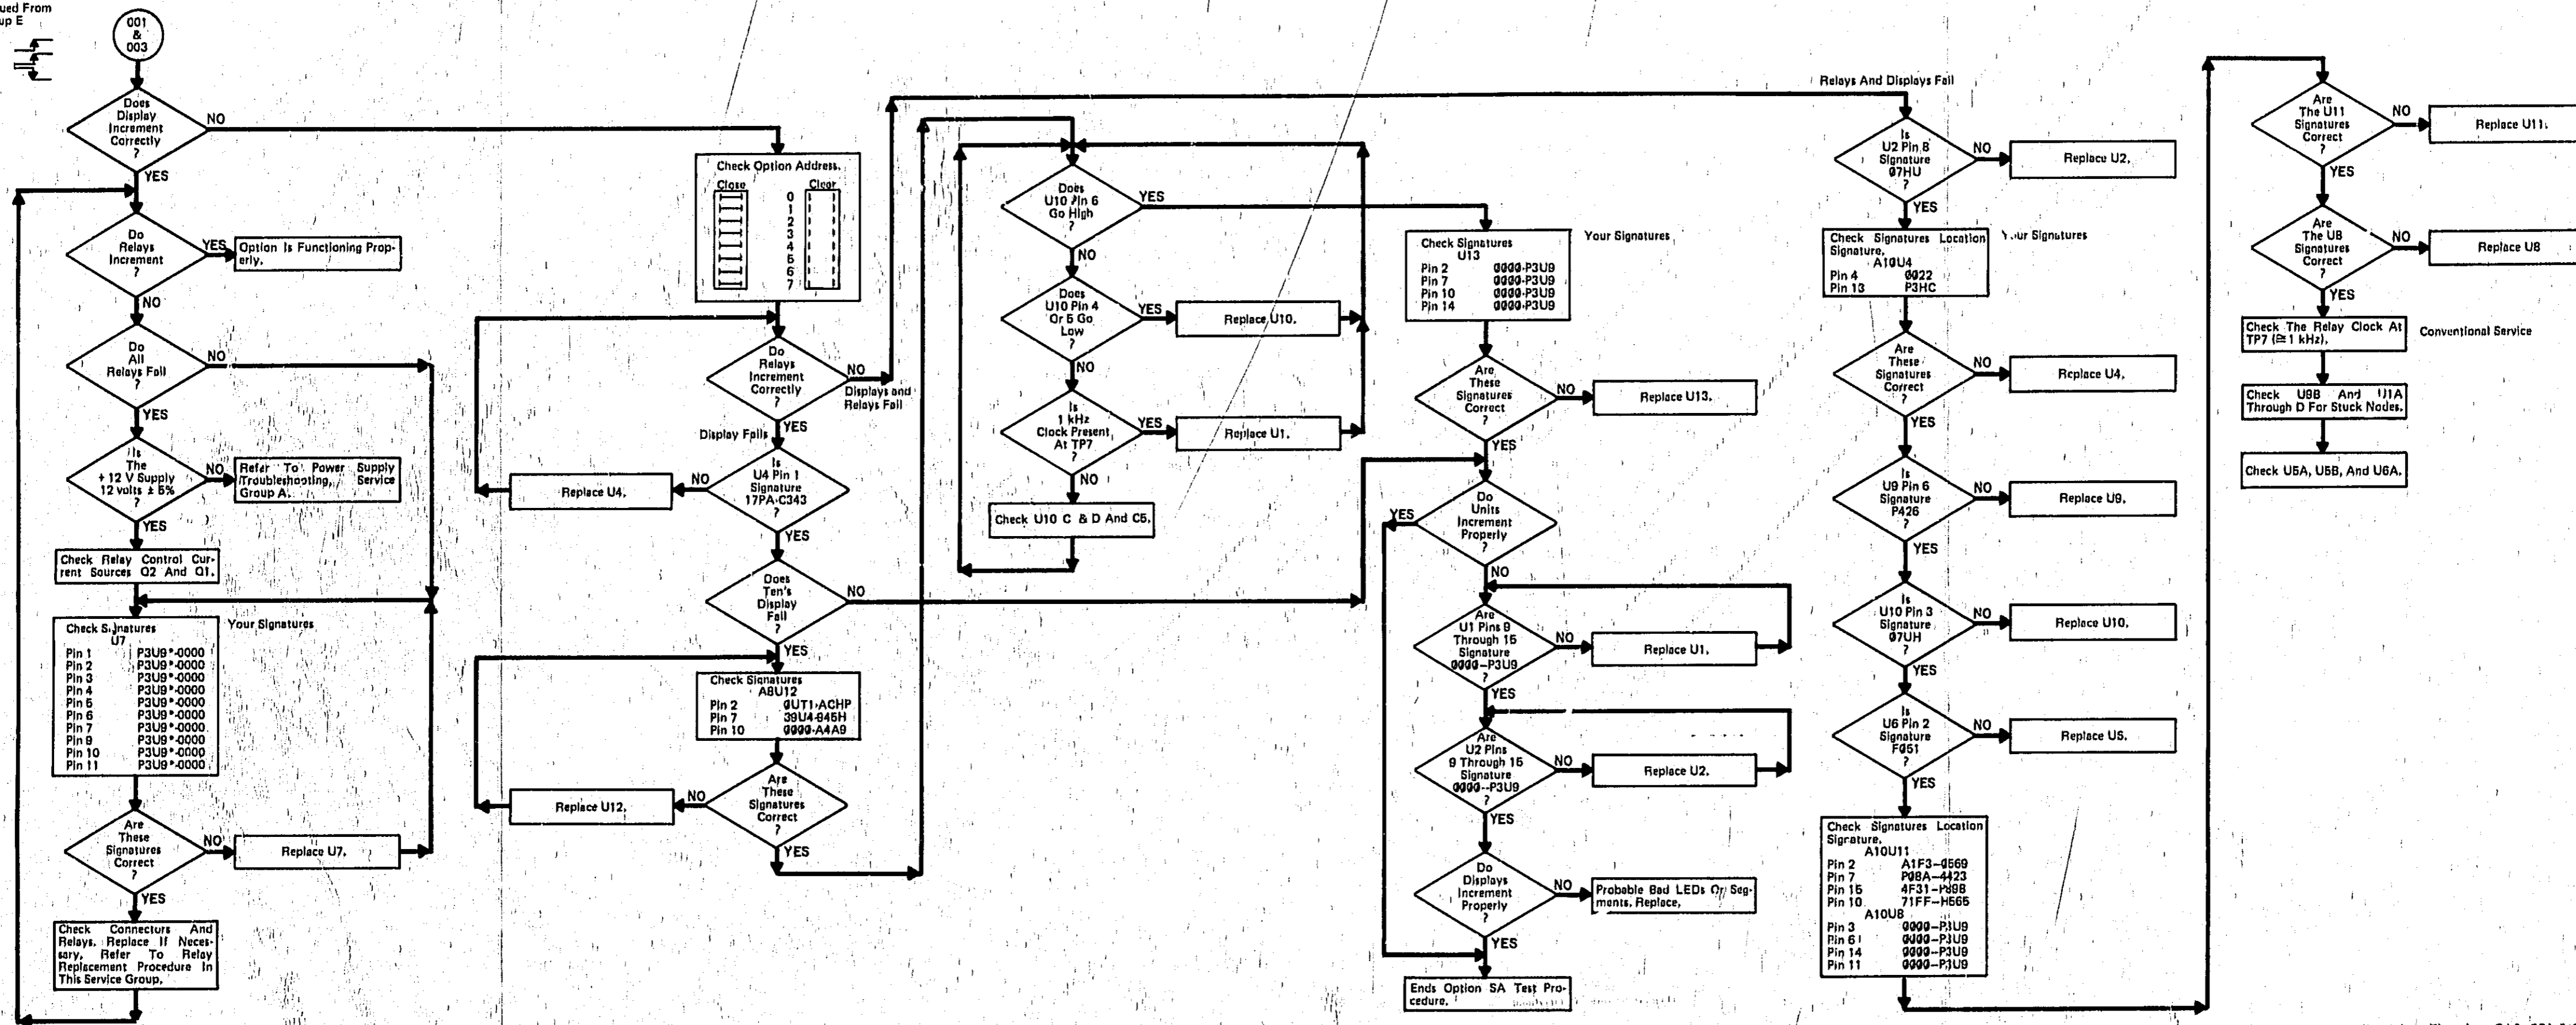 ued From
up E
001
&
003
Does
Display
Increment
Correctly
?
NO
YES
Do
Relays
Increment
?
YES
Option Is Functioning Prop-
erly.
NO
Do
All
Relays Fail
?
NO
YES
Is
The
+ 12 V Supply
12 volts ± 5%
NO
Refer To Power Supply
Troubleshooting, Service
Group A.
YES
Check Relay Control Cur-
rent Sources Q2 And Q1.
Check Signatures
U7
Your Signatures
Pin 1 P3U9*-0000
Pin 2 P3U9*-0000
Pin 3 P3U9*-0000
Pin 4 P3U9*-0000
Pin 5 P3U9*-0000
Pin 6 P3U9*-0000
Pin 7 P3U9*-0000
Pin 9 P3U9*-0000
Pin 10 P3U9*-0000
Pin 11 P3U9*-0000
Are
These
Signatures
Correct
?
NO
Replace U7.
YES
Check Connectors And
Relays. Replace If Neces-
sary. Refer To Relay
Replacement Procedure In
This Service Group.
Check Option Address.
Close Clear
0
1
2
3
4
5
6
7
Do
Relays
Increment
Correctly
?
NO
Displays and
Relays Fail
YES
Display Fails
Is
U4 Pin 1
Signature
17PA-C343
NO
Replace U4.
YES
Does
Ten's
Display
Fail
?
NO
YES
Check Signatures
A8U12
Pin 2 0UT1-ACHP
Pin 7 39U4-945H
Pin 10 0000-A4A9
Are
These
Signatures
Correct
?
NO
Replace U12.
YES
Does
U10 Pin 6
Go High
?
YES
NO
Does
U10 Pin 4
Or 5 Go
Low
?
YES
Replace U10.
NO
Is
1 kHz
Clock Present
At TP7
?
YES
Replace U1.
NO
Check U10 C & D And C5.
Check Signatures
U13
Your Signatures
Pin 2 0000-P3U9
Pin 7 0000-P3U9
Pin 10 0000-P3U9
Pin 14 0000-P3U9
Are
These
Signatures
Correct
?
NO
Replace U13.
YES
Do
Units
Increment
Properly
?
YES
NO
Are
U1 Pins 9
Through 15
Signature
0000–P3U9
?
NO
Replace U1.
YES
Are
U2 Pins
9 Through 15
Signature
0000--P3U9
?
NO
Replace U2.
YES
Do
Displays
Increment
Properly
?
NO
Probable Bad LEDs Or Seg-
ments. Replace.
YES
Ends Option SA Test Pro-
cedure.
Relays And Displays Fail
Is
U2 Pin 8
Signature
07HU
?
NO
Replace U2.
YES
Check Signatures Location
Signature.
Your Signatures
A10U4
Pin 4 0022
Pin 13 P3HC
Are
These
Signatures
Correct
?
NO
Replace U4.
YES
Is
U9 Pin 6
Signature
P426
?
NO
Replace U9.
YES
Is
U10 Pin 3
Signature
07UH
?
NO
Replace U10.
YES
Is
U6 Pin 2
Signature
F051
?
NO
Replace U5.
YES
Check Signatures Location
Signature.
A10U11
Pin 2 A1F3–0569
Pin 7 P08A–4423
Pin 15 4F31–
Pin 10 71FF–H565
A10U8
Pin 3 0000–P3U9
Pin 6 0000–P3U9
Pin 14 0000–P3U9
Pin 11 0000–P3U9
Are
The U11
Signatures
Correct
?
NO
Replace U11.
YES
Are
The U8
Signatures
Correct
?
NO
Replace U8
YES
Check The Relay Clock At
TP7 (≅ 1 kHz).
Conventional Service
Check U9B And U1A
Through D For Stuck Nodes.
Check U5A, U5B, And U6A.